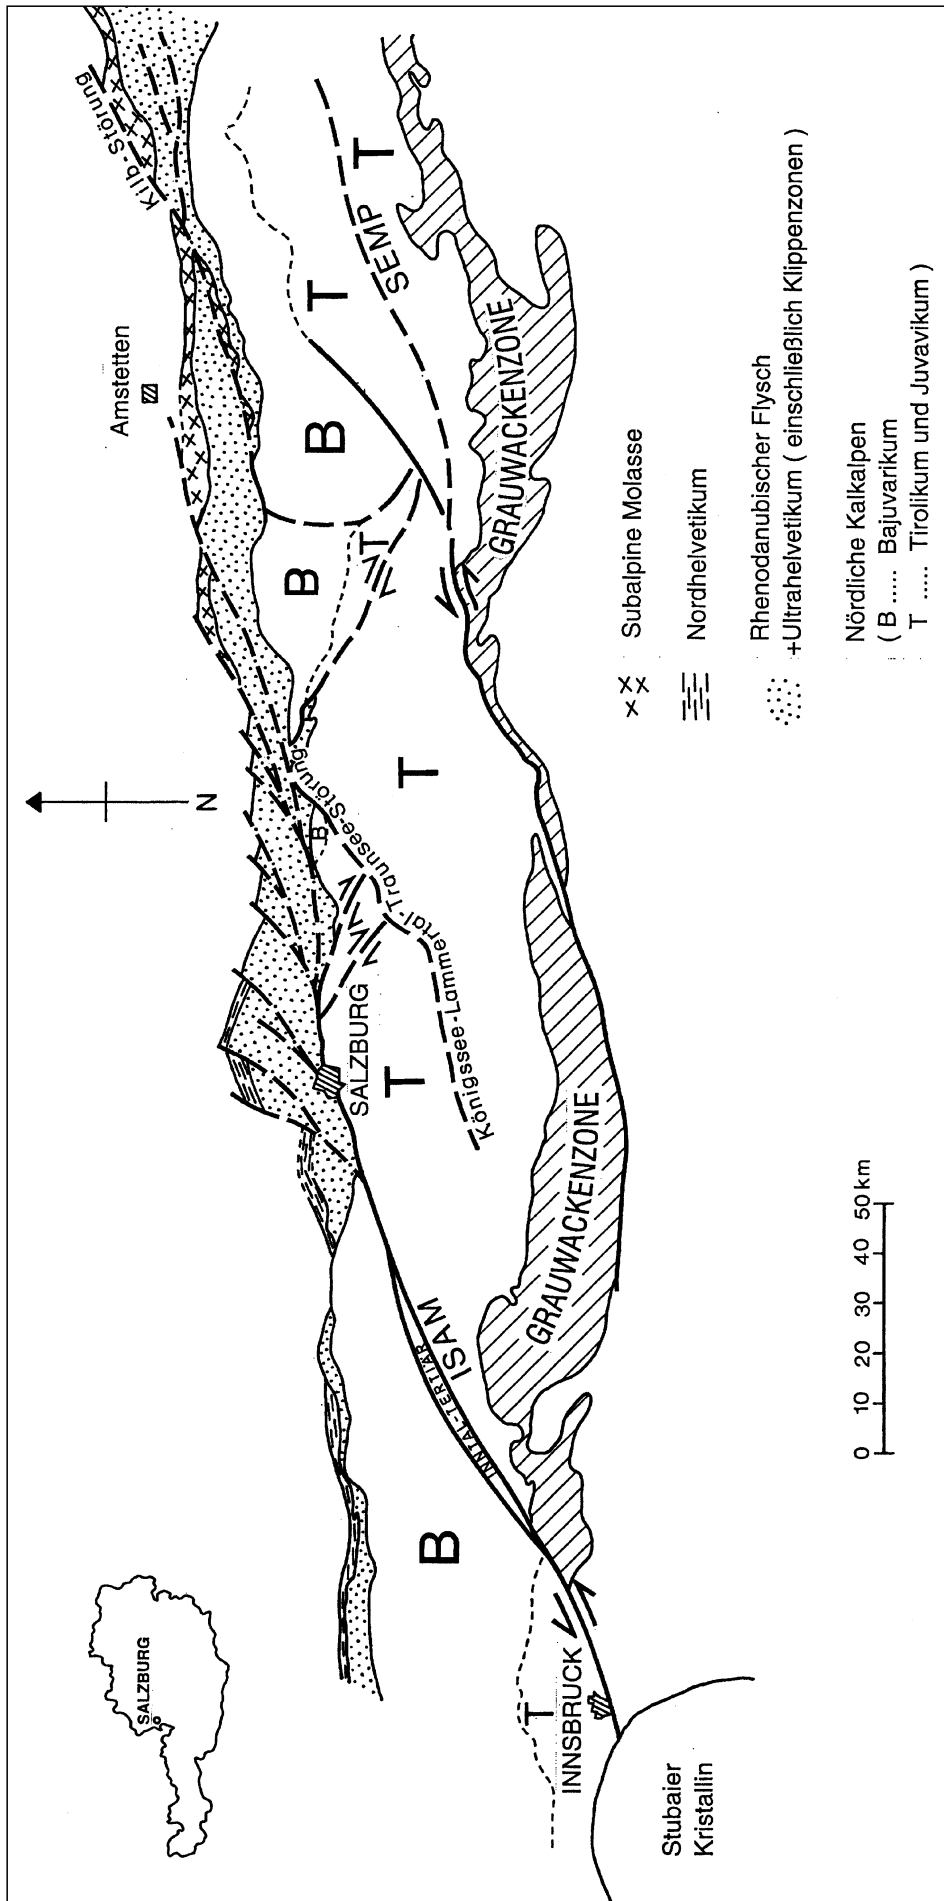 SALZBURG
N
Amstetten
Kilb-Störung
B
B
T
T
SEMP
T
GRAUWACKENZONE
B
T
Königssee-Lammertal-Traunsee-Störung
SALZBURG
T
ISAM
INNTAL-TERTIÄR
B
GRAUWACKENZONE
T
INNSBRUCK
Stubaier
Kristallin
0 10 20 30 40 50 km
Subalpine Molasse
Nordhelvetikum
Rhenodanubischer Flysch
+Ultrahelvetikum ( einschließlich Klippenzonen )
Nördliche Kalkalpen
( B ...... Bajuvarikum
T ...... Tirolikum und Juvavikum )